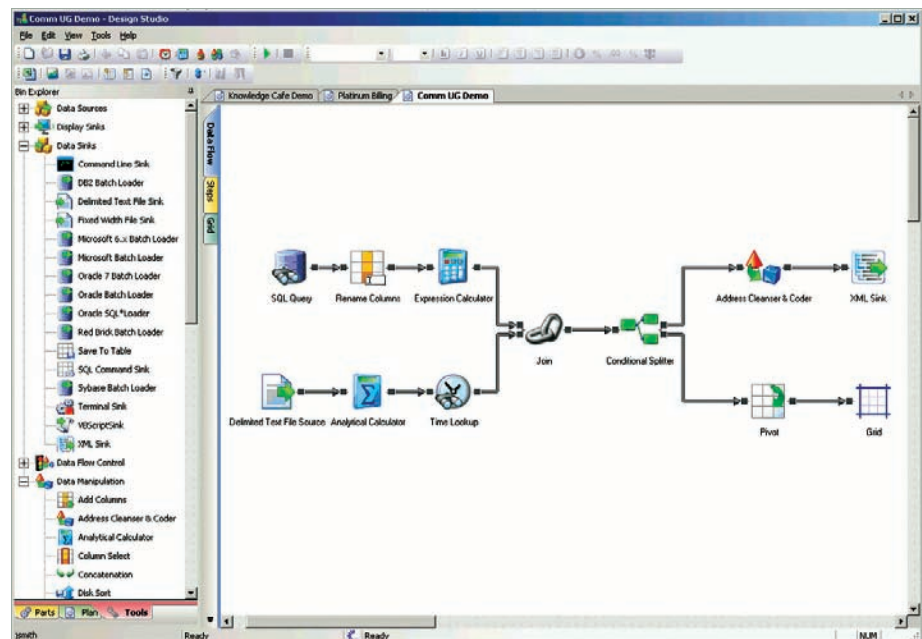 Comm UG Demo - Design Studio
File Edit View Tools Help
Bin Explorer
Knowledge Cafe Demo Platinum Billing Comm UG Demo
Data Sources
Display Sinks
Data Sinks
Command Line Sink
DB2 Batch Loader
Delimited Text File Sink
Fixed Width File Sink
Microsoft 6.x Batch Loader
Microsoft Batch Loader
Oracle 7 Batch Loader
Oracle Batch Loader
Oracle SQL*Loader
Red Brick Batch Loader
Save To Table
SQL Command Sink
Sybase Batch Loader
Terminal Sink
VBScriptSink
XML Sink
Data Flow Control
Data Manipulation
Add Columns
Address Cleanser & Coder
Analytical Calculator
Column Select
Concatenation
Disk Sort
Parts Plan Tools
Data Flow
Steps
Grid
SQL Query Rename Columns Expression Calculator
Address Cleanser & Coder XML Sink
Join Conditional Splitter
Delimited Text File Source Analytical Calculator Time Lookup
Pivot Grid
jsmith Ready Ready NUM